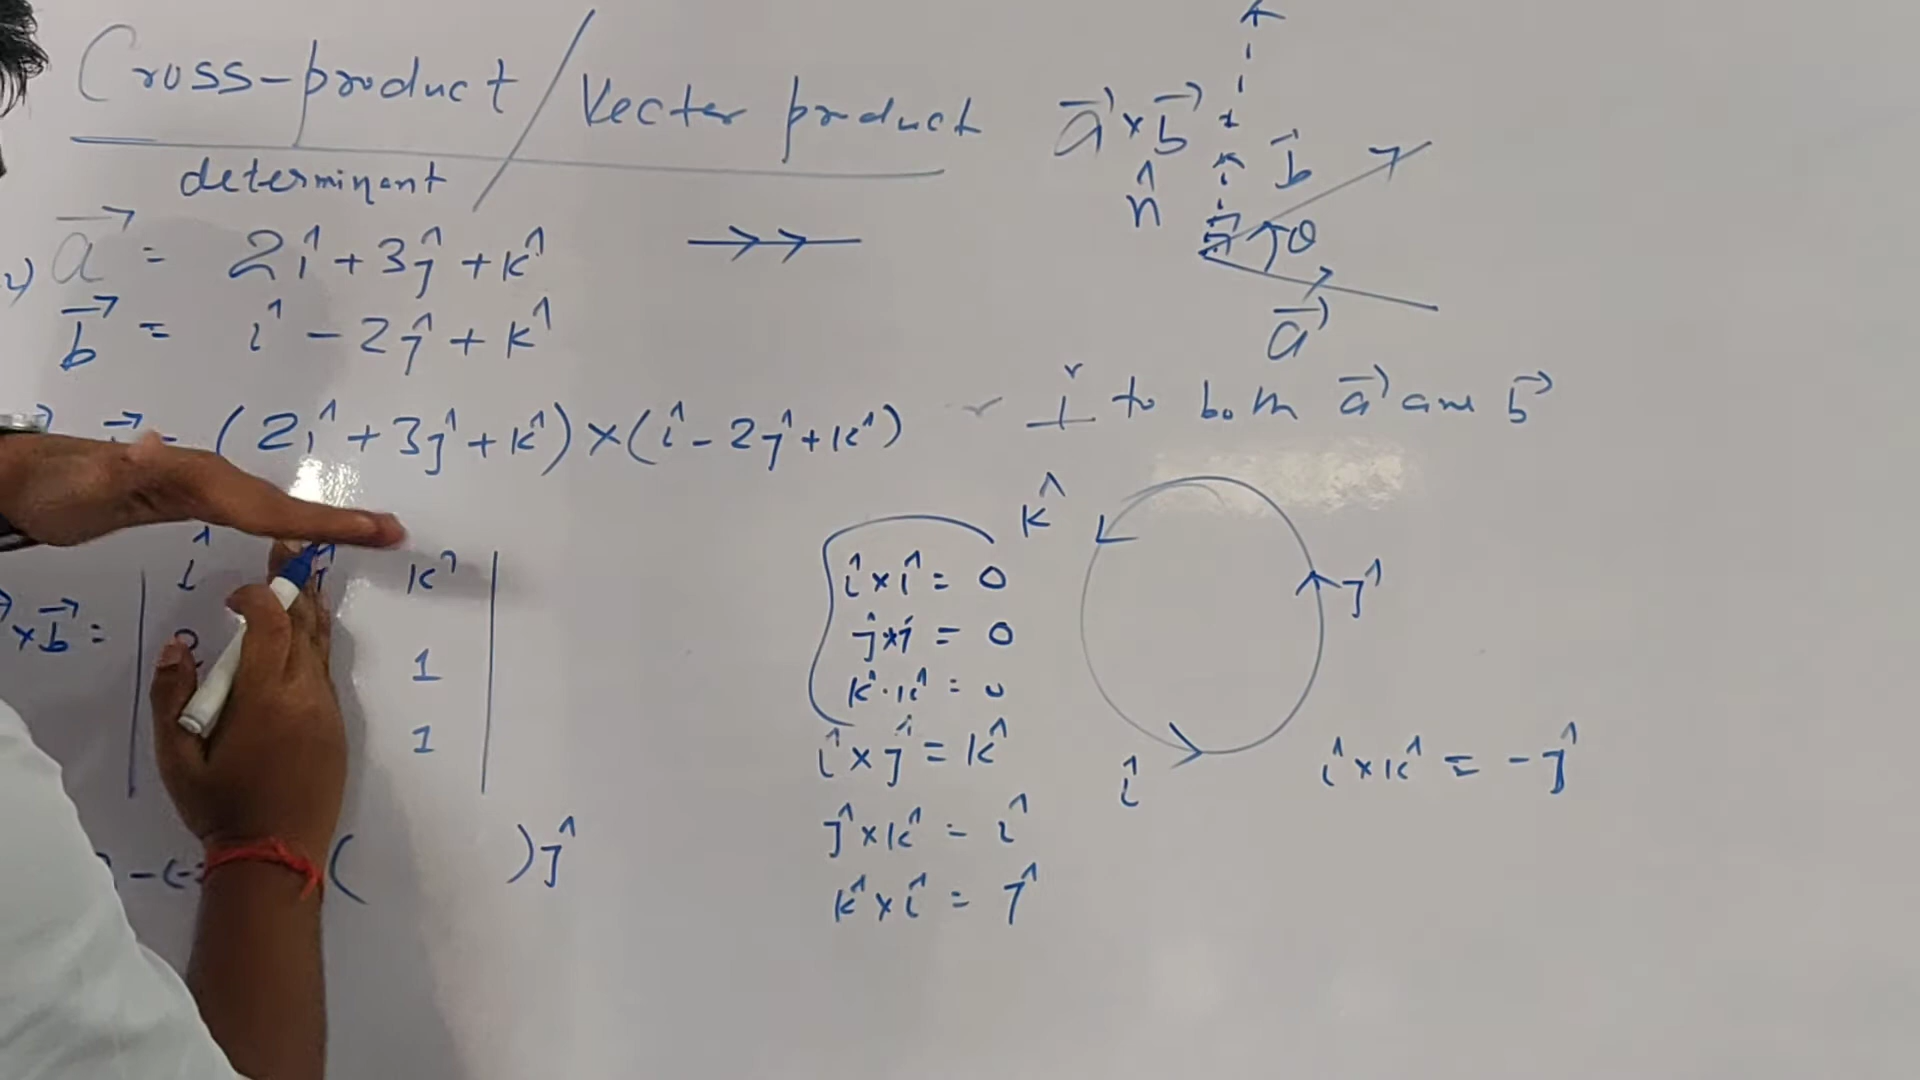 Cross-product / Vector product
determinant
a⃗ = 2î + 3ĵ + k̂
b⃗ = î - 2ĵ + k̂
(2î + 3ĵ + k̂) × (î - 2ĵ + k̂)
î ĵ k̂
× b⃗ =
2 1
1
( ) ĵ
a⃗ × b⃗
n̂
b⃗
θ
a⃗
⊥r to both a⃗ and b⃗
î × î = 0
ĵ × ĵ = 0
k̂ · k̂ = 0
î × ĵ = k̂
ĵ × k̂ = î
k̂ × î = ĵ
k̂
ĵ
î
î × k̂ = - ĵ